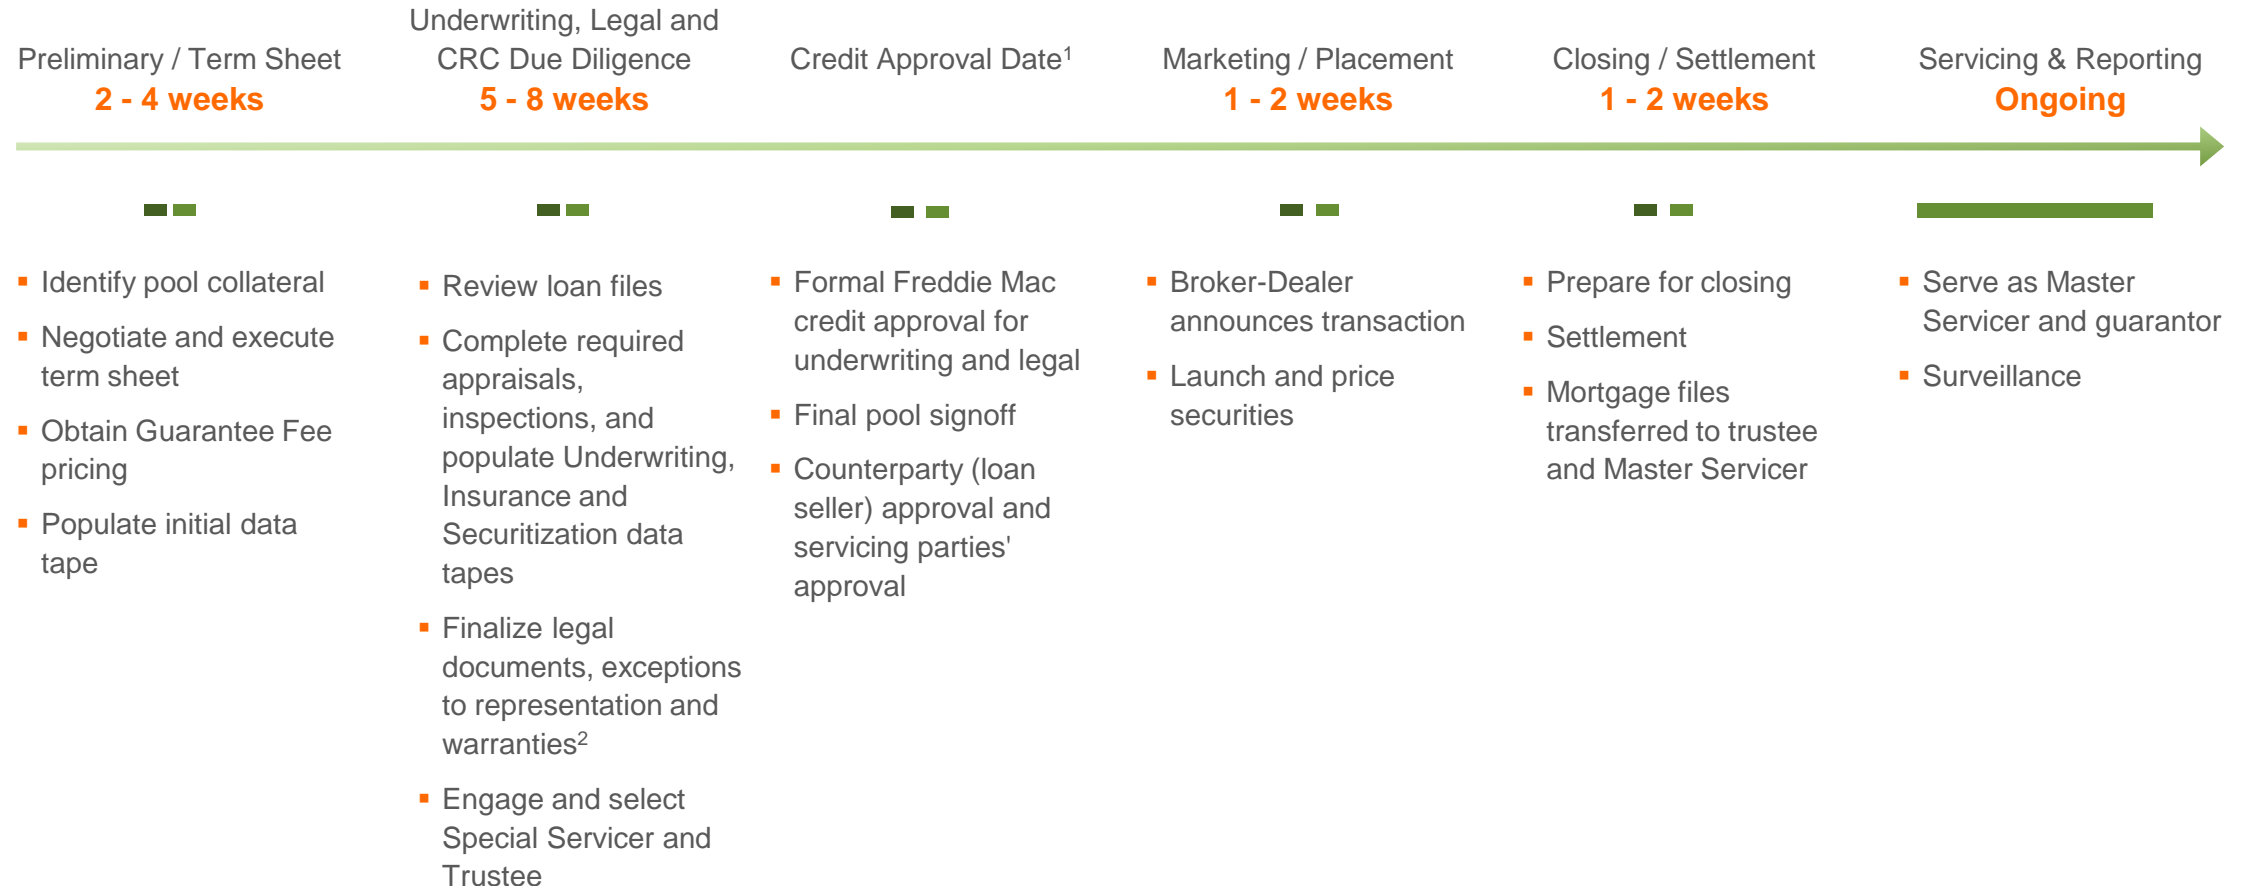 Preliminary / Term Sheet
2 - 4 weeks
Underwriting, Legal and
CRC Due Diligence
5 - 8 weeks
Credit Approval Date¹
Marketing / Placement
1 - 2 weeks
Closing / Settlement
1 - 2 weeks
Servicing & Reporting
Ongoing
▪ Identify pool collateral
▪ Negotiate and execute
term sheet
▪ Obtain Guarantee Fee
pricing
▪ Populate initial data
tape
▪ Review loan files
▪ Complete required
appraisals,
inspections, and
populate Underwriting,
Insurance and
Securitization data
tapes
▪ Finalize legal
documents, exceptions
to representation and
warranties²
▪ Engage and select
Special Servicer and
Trustee
▪ Formal Freddie Mac
credit approval for
underwriting and legal
▪ Final pool signoff
▪ Counterparty (loan
seller) approval and
servicing parties'
approval
▪ Broker-Dealer
announces transaction
▪ Launch and price
securities
▪ Prepare for closing
▪ Settlement
▪ Mortgage files
transferred to trustee
and Master Servicer
▪ Serve as Master
Servicer and guarantor
▪ Surveillance